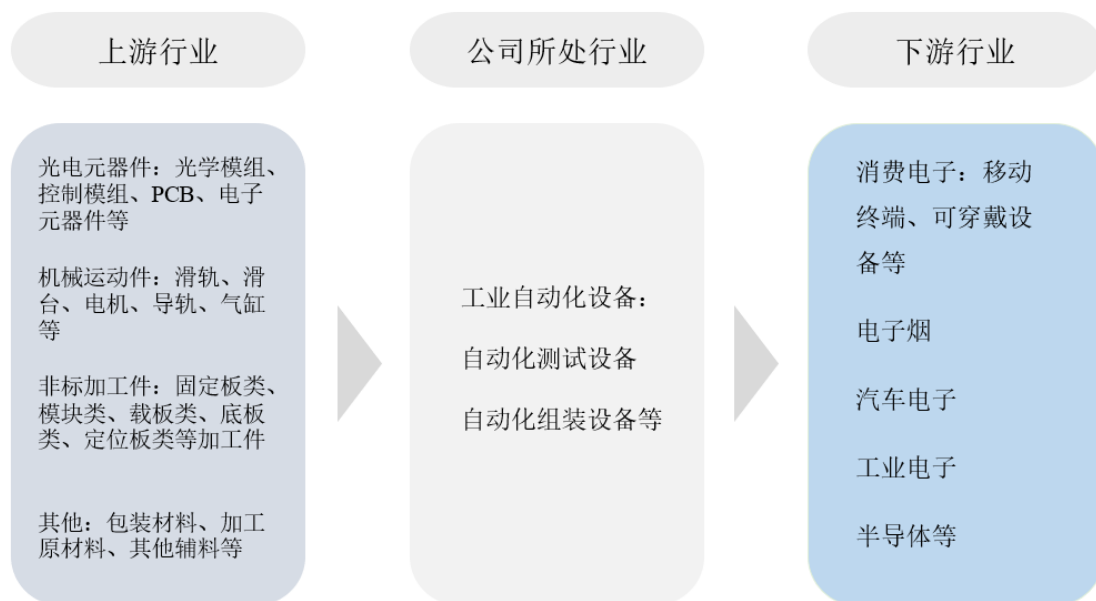 上游行业
公司所处行业
下游行业
光电元器件：光学模组、
控制模组、PCB、电子
元器件等
机械运动件：滑轨、滑
台、电机、导轨、气缸
等
非标加工件：固定板类、
模块类、载板类、底板
类、定位板类等加工件
其他：包装材料、加工
原材料、其他辅料等
工业自动化设备：
自动化测试设备
自动化组装设备等
消费电子：移动
终端、可穿戴设
备等
电子烟
汽车电子
工业电子
半导体等